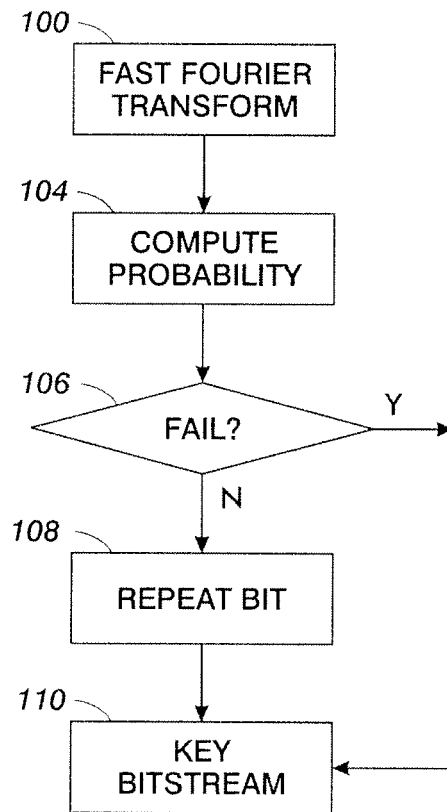 100
FAST FOURIER
TRANSFORM
104
COMPUTE
PROBABILITY
106
FAIL?
Y
N
108
REPEAT BIT
110
KEY
BITSTREAM